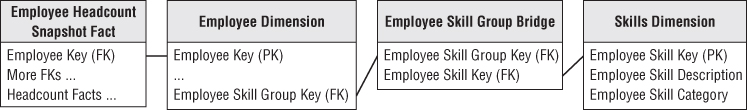 Employee Headcount
Snapshot Fact
Employee Key (FK)
More FKs ...
Headcount Facts ...
Employee Dimension
Employee Key (PK)
...
Employee Skill Group Key (FK)
Employee Skill Group Bridge
Employee Skill Group Key (FK)
Employee Skill Key (FK)
Skills Dimension
Employee Skill Key (PK)
Employee Skill Description
Employee Skill Category